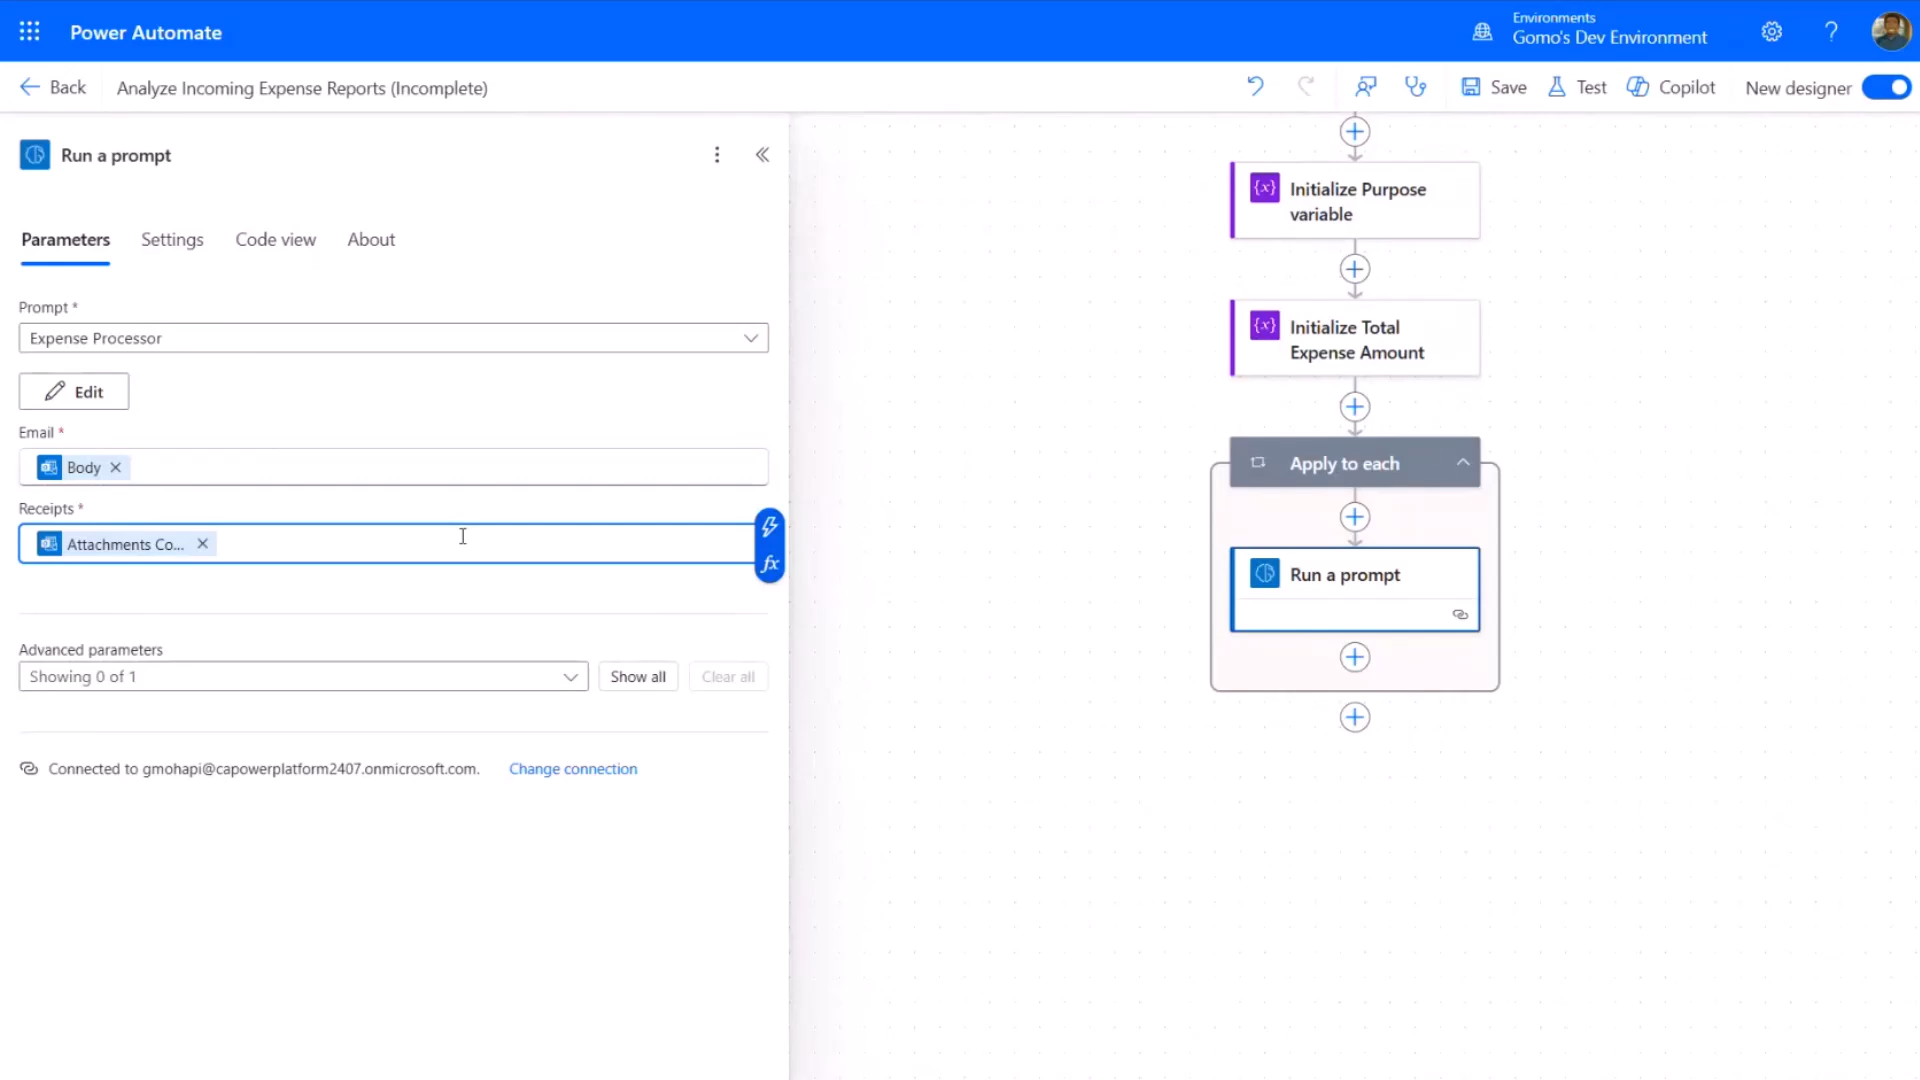 Power Automate
Environments
Gomo's Dev Environment
?
Back
Analyze Incoming Expense Reports (Incomplete)
Save
Test
Copilot
New designer
Run a prompt
Parameters
Settings
Code view
About
Prompt *
Expense Processor
Edit
Email *
Body
Receipts *
Attachments Co...
fx
Advanced parameters
Showing 0 of 1
Show all
Clear all
Connected to gmohapi@capowerplatform2407.onmicrosoft.com.
Change connection
{x}
Initialize Purpose
variable
{x}
Initialize Total
Expense Amount
Apply to each
Run a prompt